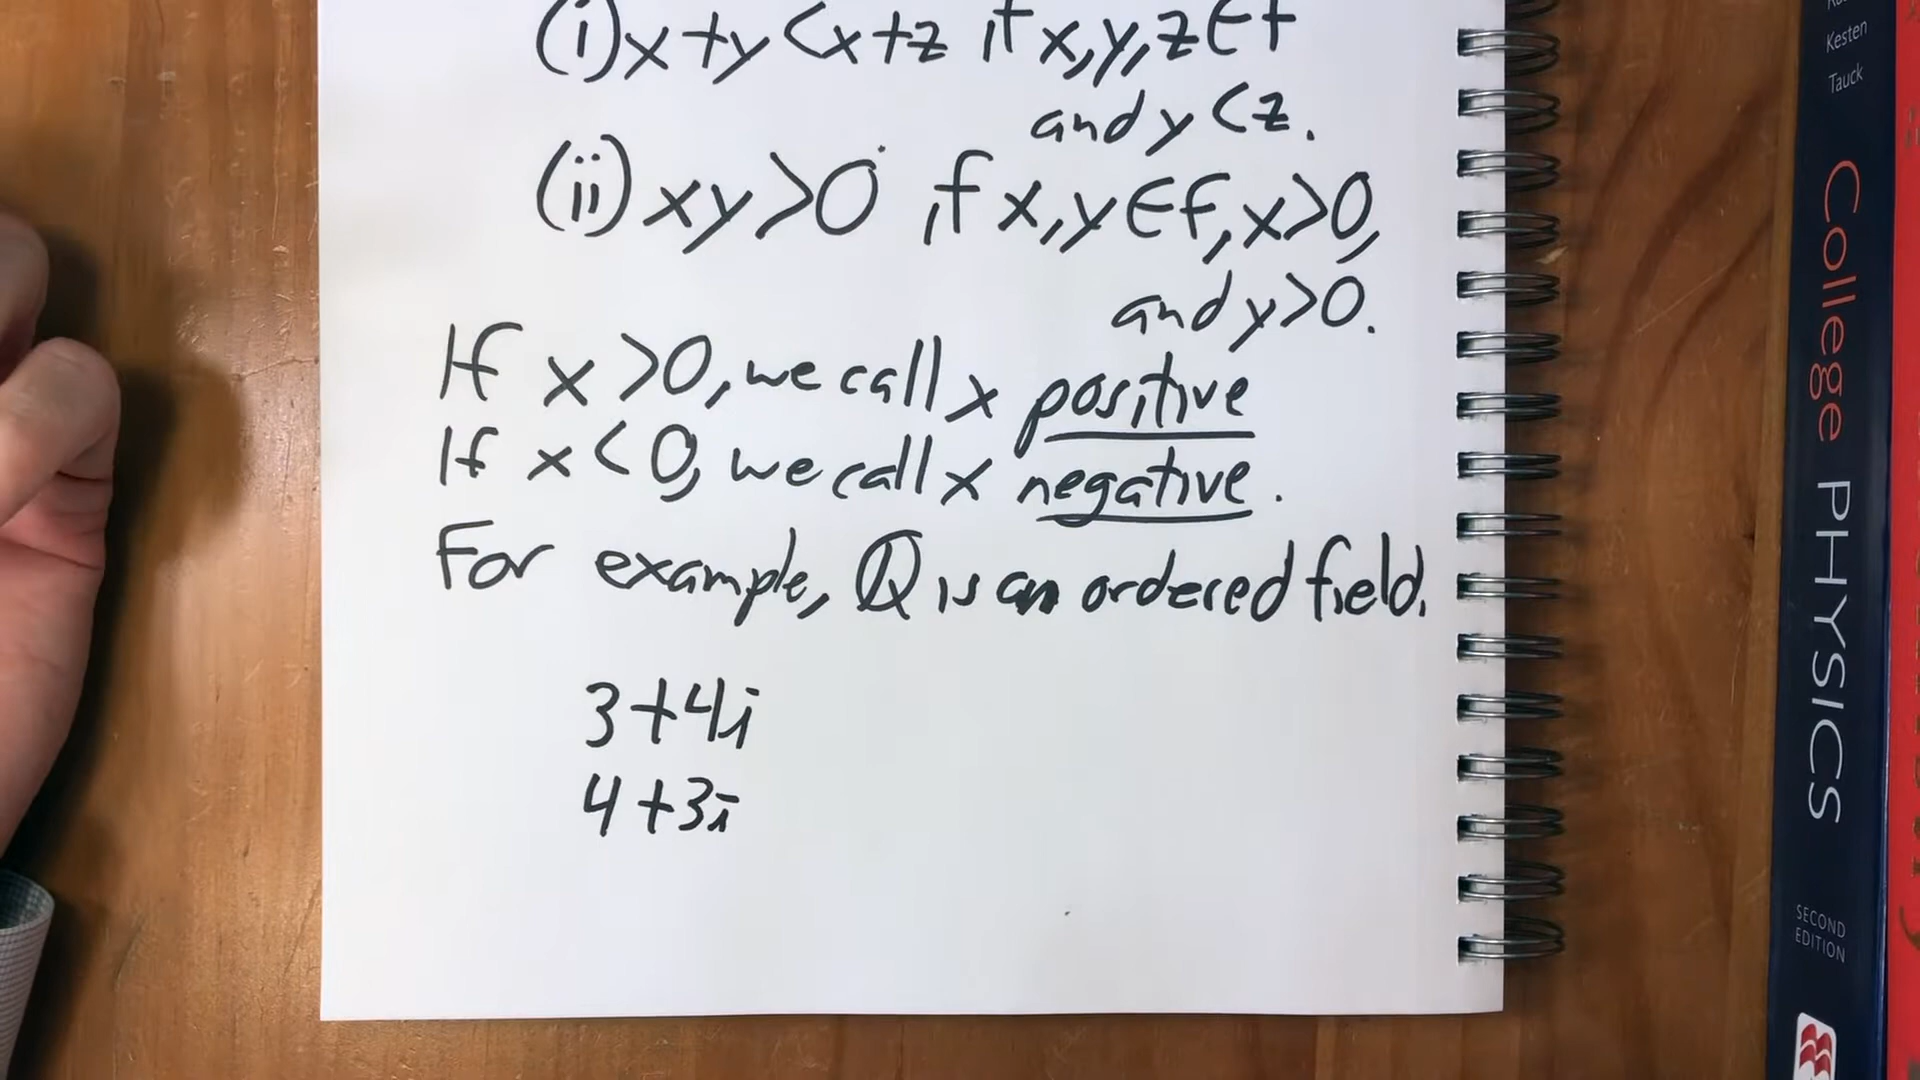 (i) x+y<x+z if x,y,z∈F
and y<z.
(ii) xy>0 if x,y∈F, x>0,
and y>0.
If x>0, we call x positive
If x<0, we call x negative.
For example, Q is an ordered field.
3+4i
4+3i
Kesten
Tauck
College PHYSICS
SECOND
EDITION